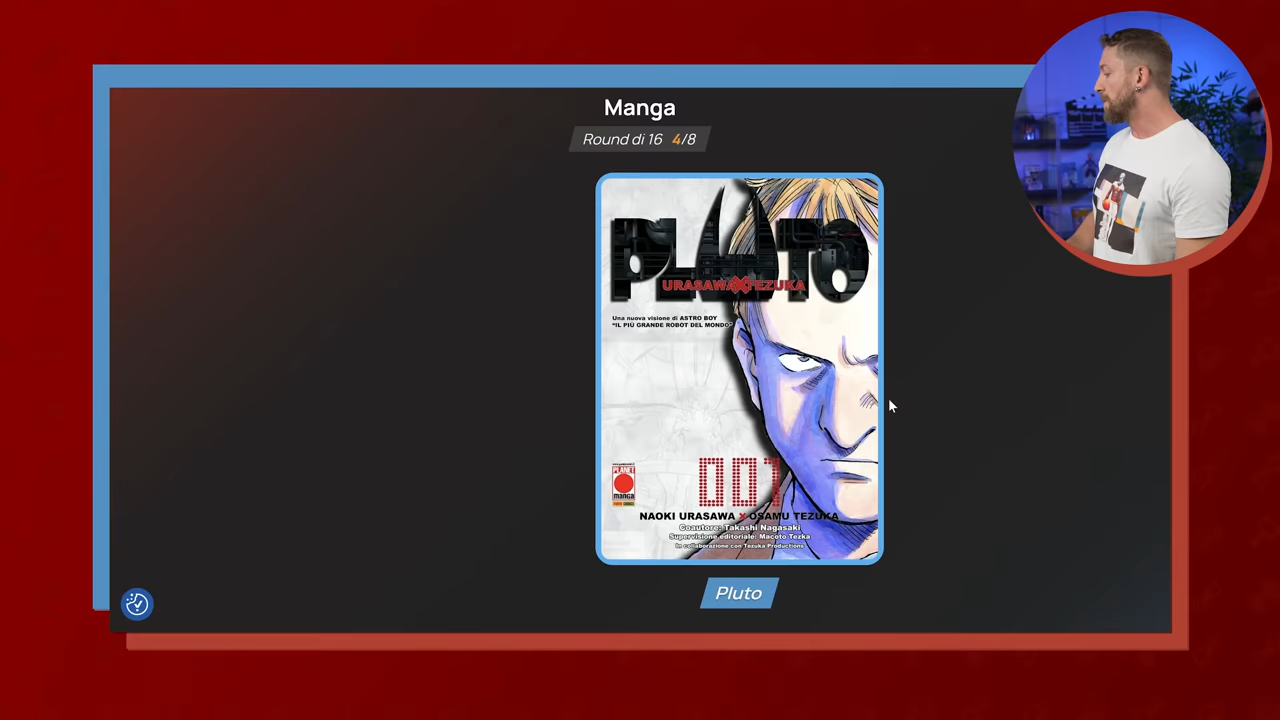 Manga
Round di 16 4/8
PLUTO
URASAWA X TEZUKA
Una nuova visione di ASTRO BOY
"IL PIÙ GRANDE ROBOT DEL MONDO"
PLANET
manga
001
NAOKI URASAWA × OSAMU TEZUKA
Coautore: Takashi Nagasaki
Supervisione editoriale: Macoto Tezka
In collaborazione con Tezuka Productions
Pluto